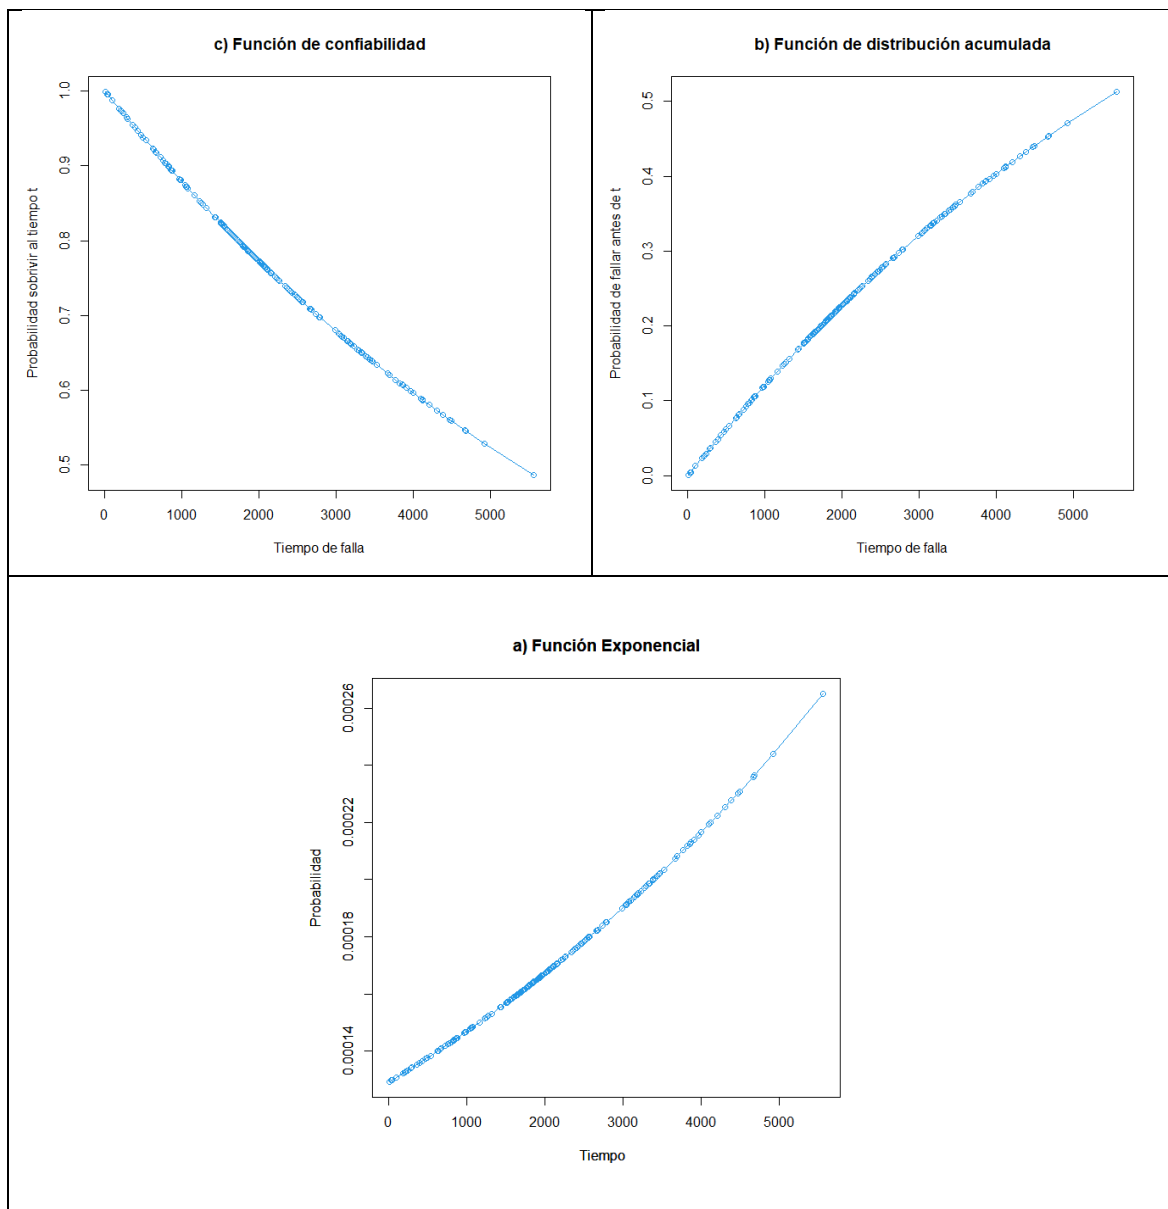 c) Función de confiabilidad
Probabilidad sobrivir al tiempo t
1.0
0.9
0.8
0.7
0.6
0.5
0 1000 2000 3000 4000 5000
Tiempo de falla
b) Función de distribución acumulada
Probabilidad de fallar antes de t
0.5
0.4
0.3
0.2
0.1
0.0
0 1000 2000 3000 4000 5000
Tiempo de falla
a) Función Exponencial
Probabilidad
0.00026
0.00022
0.00018
0.00014
0 1000 2000 3000 4000 5000
Tiempo